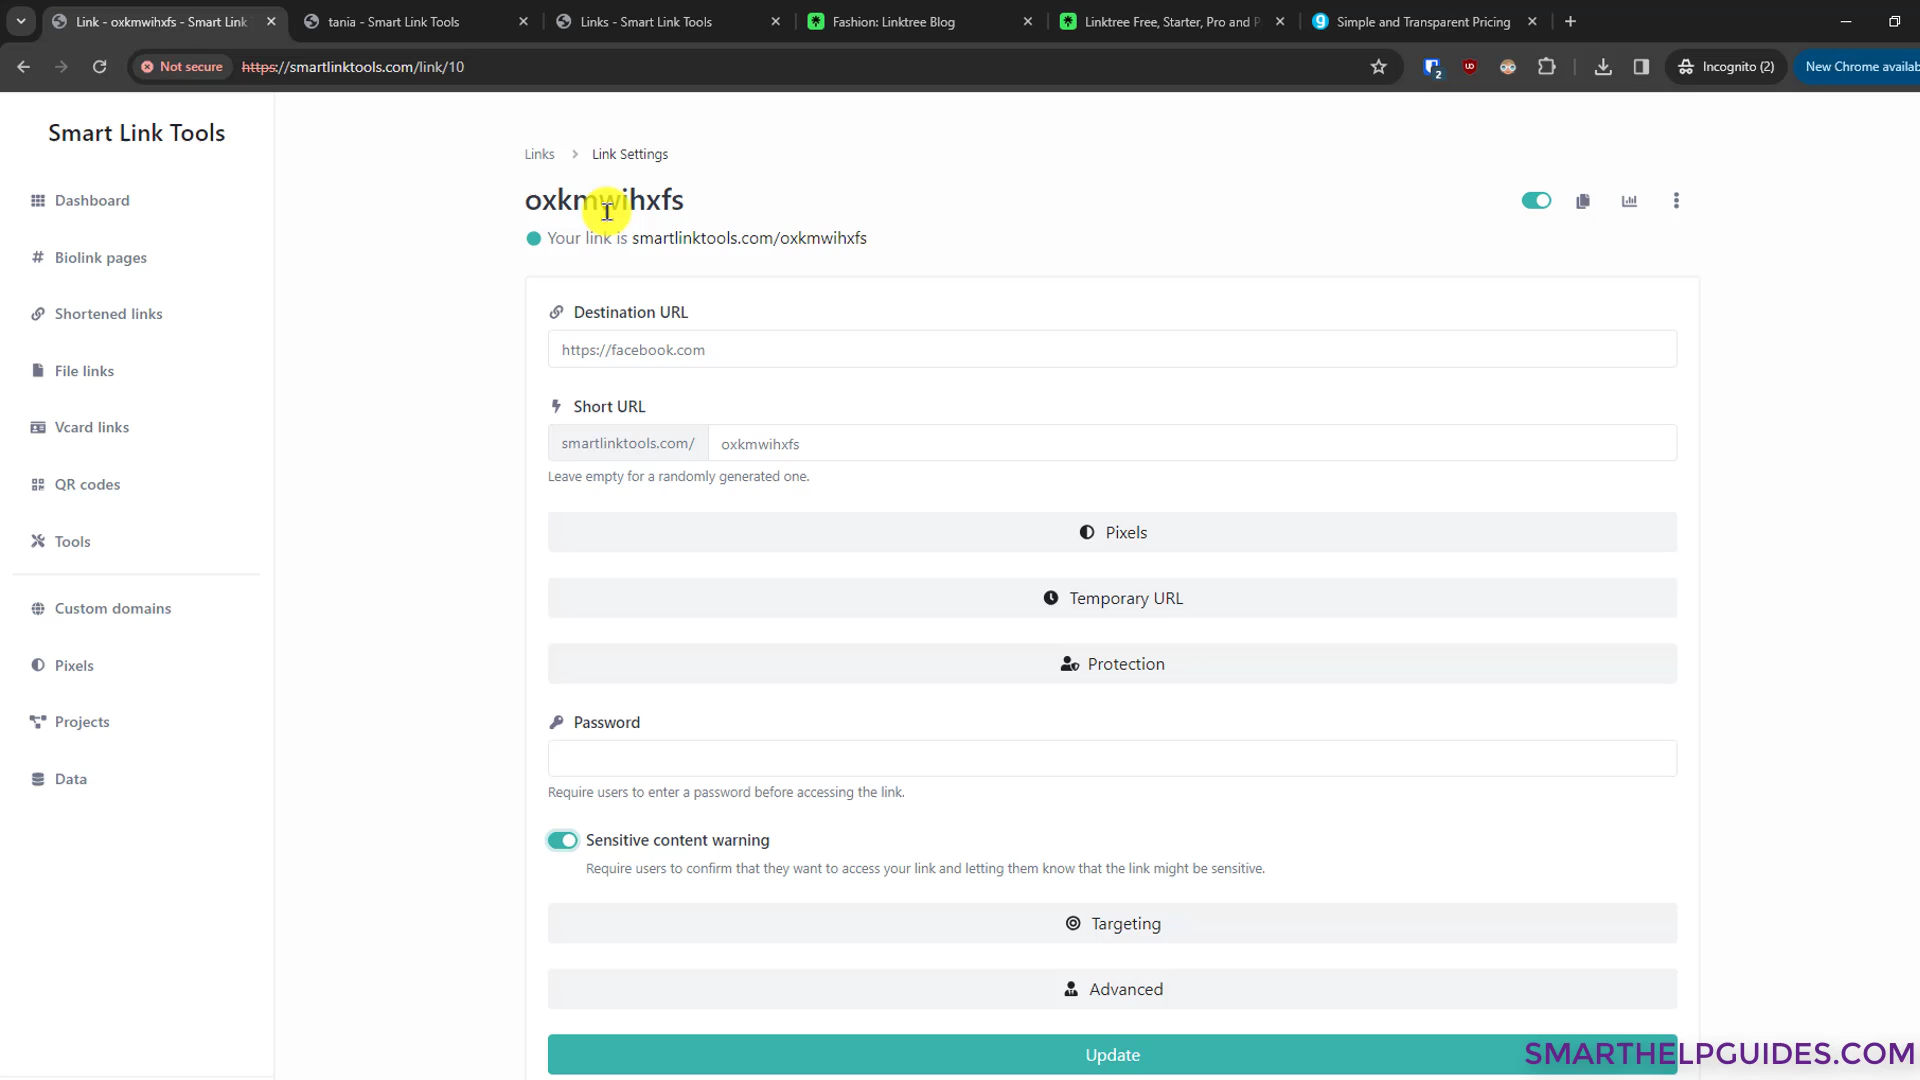 Link - oxkmwihxfs - Smart Link
tania - Smart Link Tools
Links - Smart Link Tools
Fashion: Linktree Blog
Linktree Free, Starter, Pro and P
Simple and Transparent Pricing
Not secure
https://smartlinktools.com/link/10
2
Incognito (2)
New Chrome availab
Smart Link Tools
Dashboard
Biolink pages
Shortened links
File links
Vcard links
QR codes
Tools
Custom domains
Pixels
Projects
Data
Links > Link Settings
oxkmwihxfs
Your link is smartlinktools.com/oxkmwihxfs
Destination URL
https://facebook.com
Short URL
smartlinktools.com/ oxkmwihxfs
Leave empty for a randomly generated one.
Pixels
Temporary URL
Protection
Password
Require users to enter a password before accessing the link.
Sensitive content warning
Require users to confirm that they want to access your link and letting them know that the link might be sensitive.
Targeting
Advanced
Update
SMARTHELPGUIDES.COM